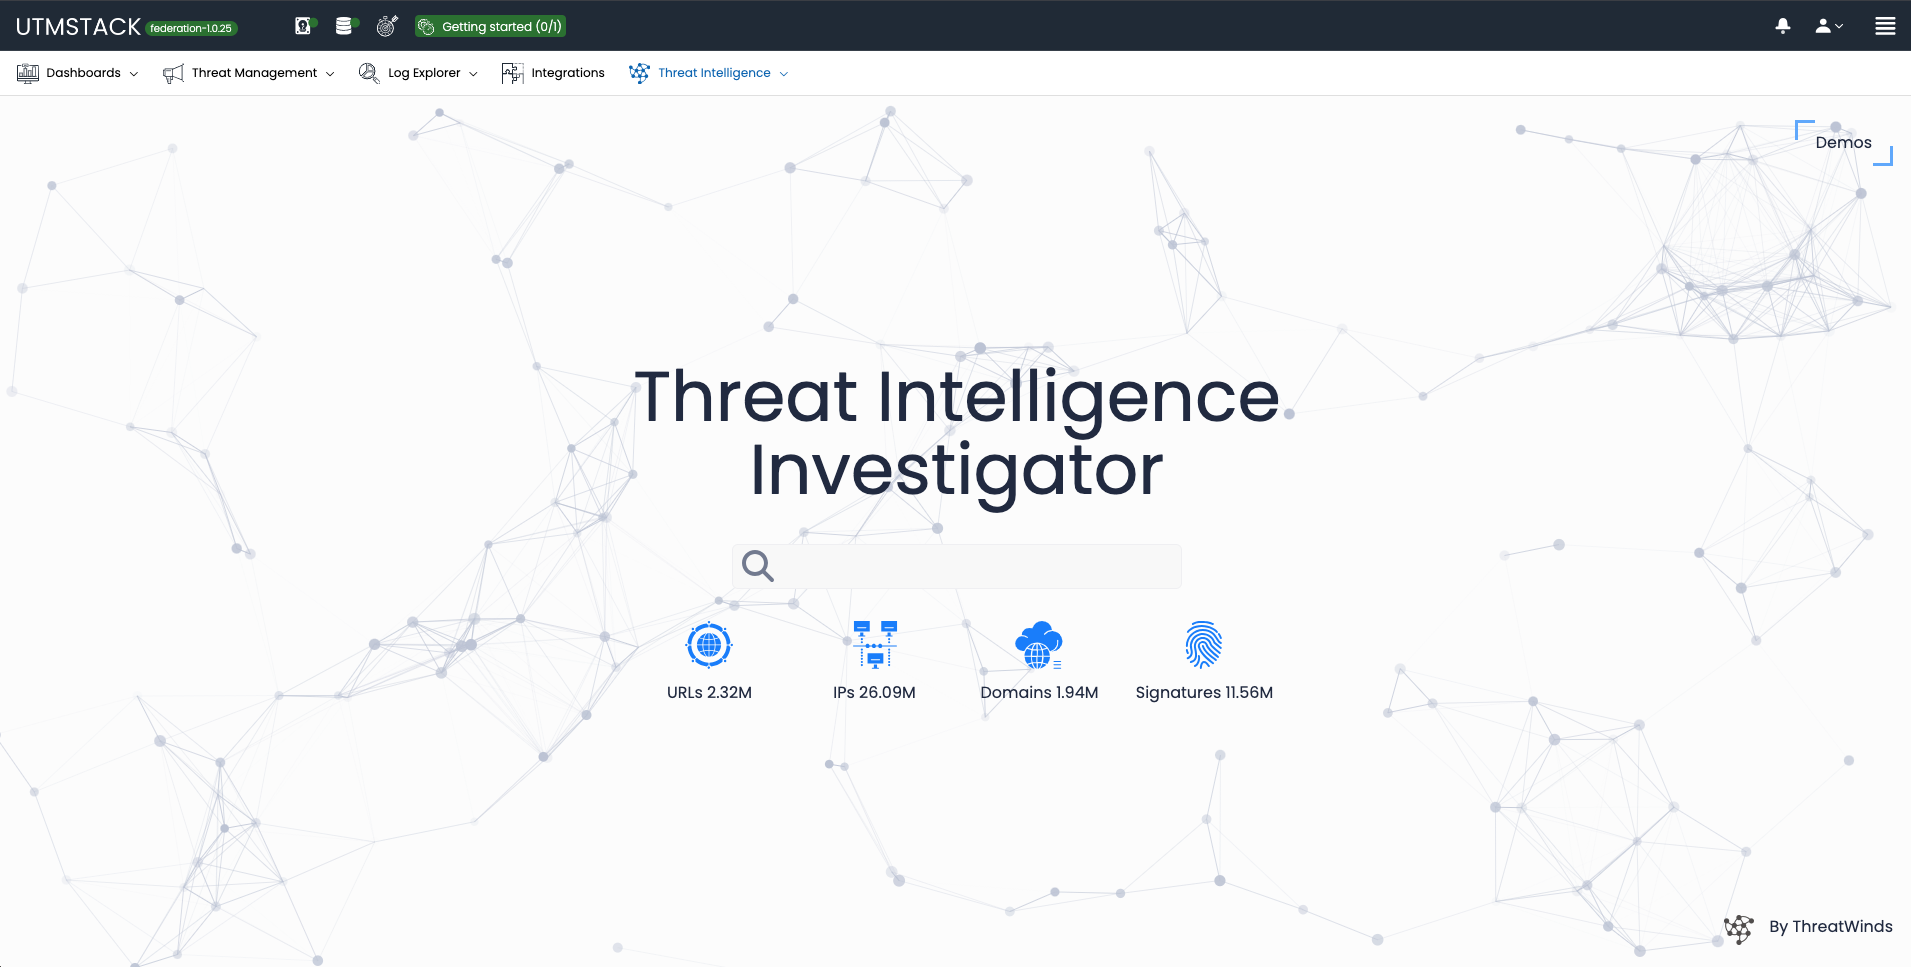 UTMSTACK federation-1.0.25 Getting started (0/1)
Dashboards Threat Management Log Explorer Integrations Threat Intelligence
Demos
Threat Intelligence
Investigator
URLs 2.32M IPs 26.09M Domains 1.94M Signatures 11.56M
By ThreatWinds